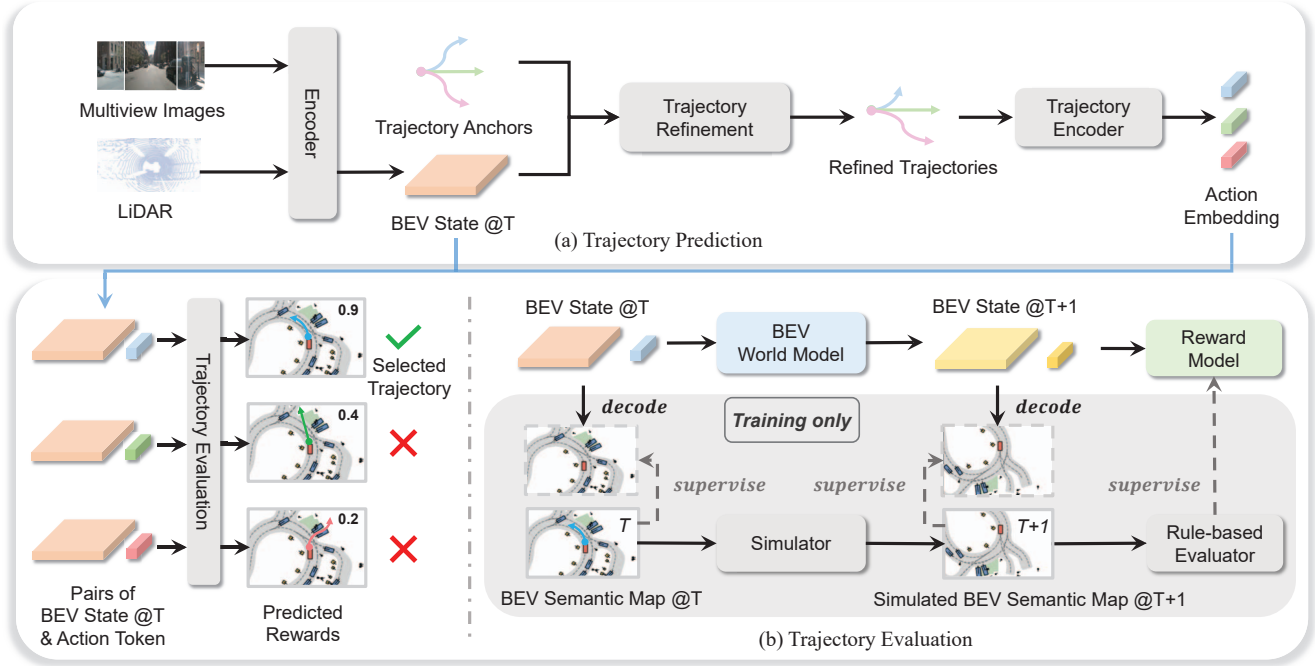 Multiview Images
LiDAR
Encoder
Trajectory Anchors
BEV State @T
Trajectory
Refinement
Refined Trajectories
Trajectory
Encoder
Action
Embedding
(a) Trajectory Prediction
Trajectory Evaluation
0.9
Selected
Trajectory
0.4
0.2
Pairs of
BEV State @T
& Action Token
Predicted
Rewards
BEV State @T
BEV
World Model
BEV State @T+1
Reward
Model
decode
Training only
decode
supervise
supervise
supervise
T
Simulator
T+1
Rule-based
Evaluator
BEV Semantic Map @T
Simulated BEV Semantic Map @T+1
(b) Trajectory Evaluation